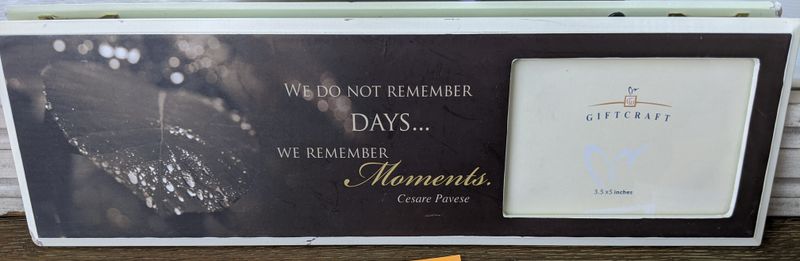 WE DO NOT REMEMBER
DAYS...
WE REMEMBER
Moments.
Cesare Pavese
GIFTCRAFT
3.5 x 5 inches